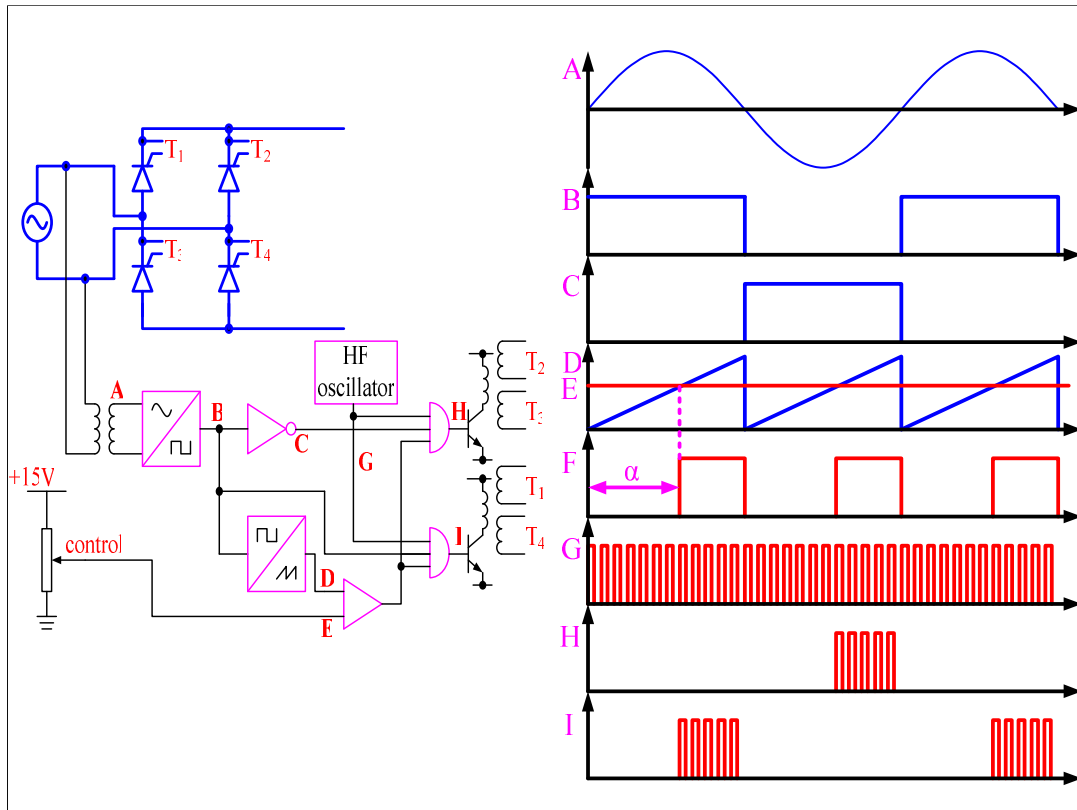 T1
T2
T3
T4
A
B
C
HF
oscillator
H
G
T2
T3
+15V
control
D
E
I
T1
T4
A
B
C
D
E
F
α
G
H
I